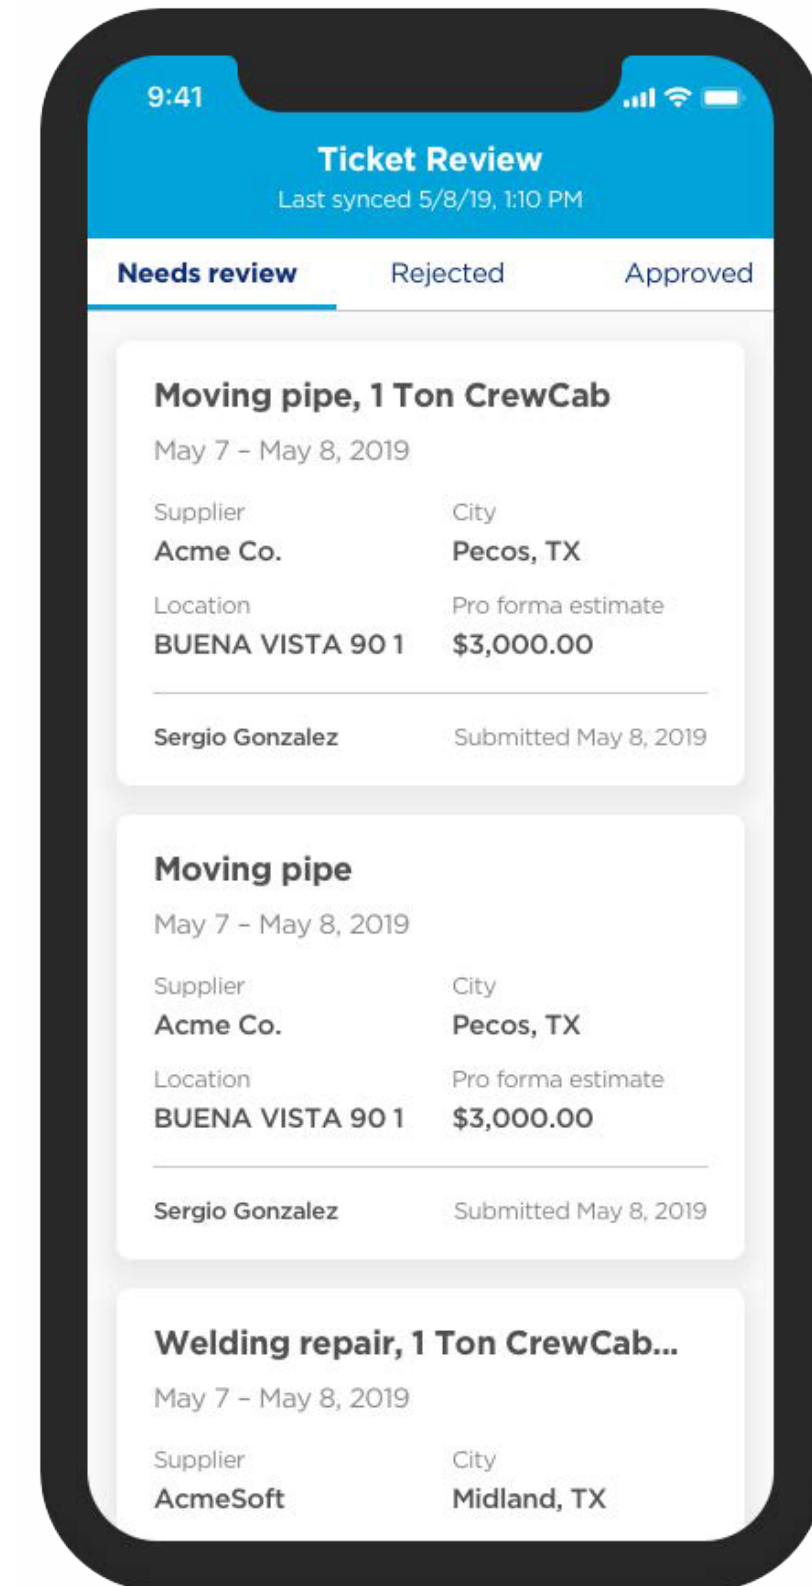 9:41
Ticket Review
Last synced 5/8/19, 1:10 PM
Needs review Rejected Approved
Moving pipe, 1 Ton CrewCab
May 7 – May 8, 2019
Supplier City
Acme Co. Pecos, TX
Location Pro forma estimate
BUENA VISTA 90 1 $3,000.00
Sergio Gonzalez Submitted May 8, 2019
Moving pipe
May 7 – May 8, 2019
Supplier City
Acme Co. Pecos, TX
Location Pro forma estimate
BUENA VISTA 90 1 $3,000.00
Sergio Gonzalez Submitted May 8, 2019
Welding repair, 1 Ton CrewCab...
May 7 – May 8, 2019
Supplier City
AcmeSoft Midland, TX